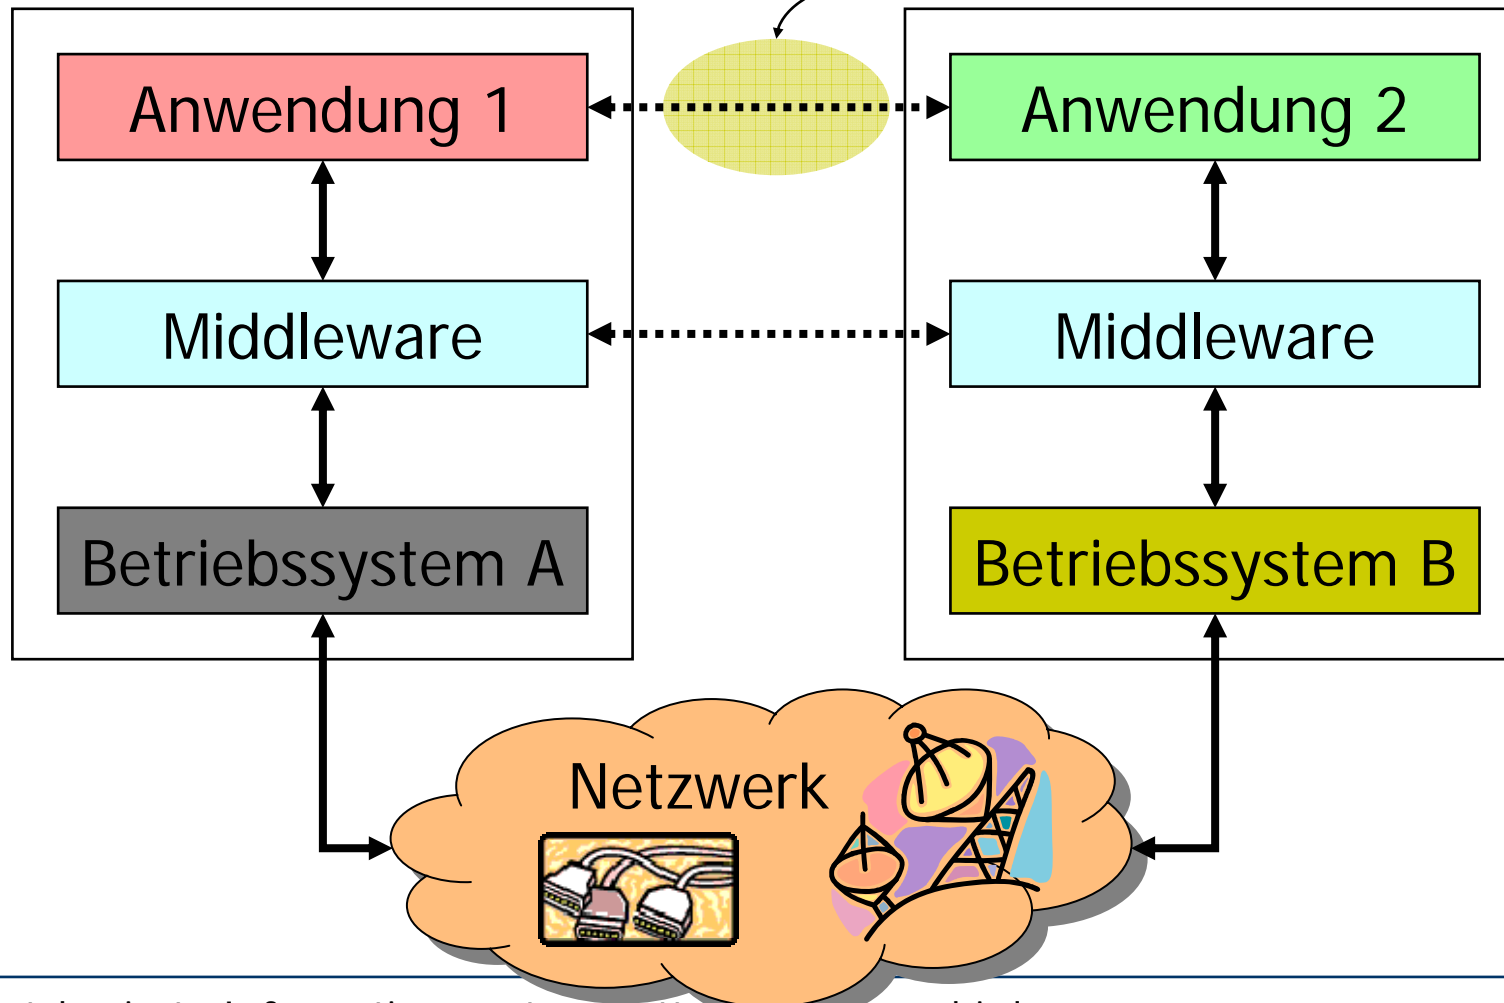 Anwendung 1
Anwendung 2
Middleware
Middleware
Betriebssystem A
Betriebssystem B
Netzwerk